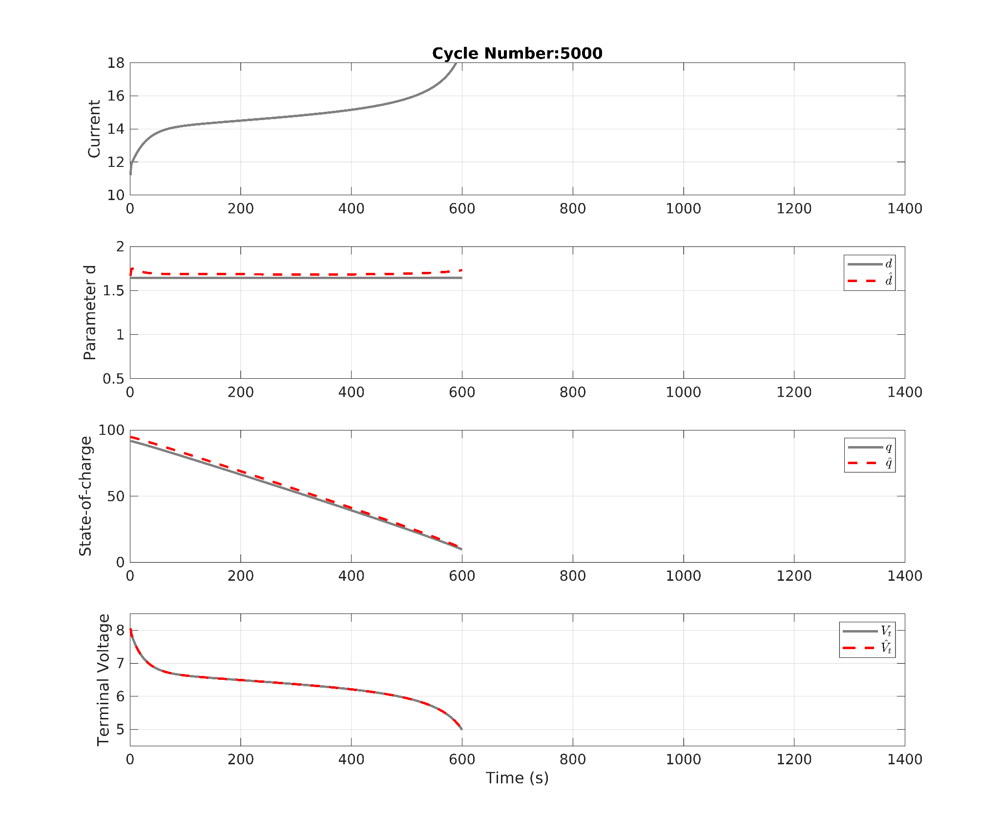 Cycle Number:5000
18
16
14
12
10
Current
0 200 400 600 800 1000 1200 1400
2
1.5
1
0.5
Parameter d
d
d̂
0 200 400 600 800 1000 1200 1400
100
50
0
State-of-charge
q
q̂
0 200 400 600 800 1000 1200 1400
8
7
6
5
Terminal Voltage
V_t
V̂_t
0 200 400 600 800 1000 1200 1400
Time (s)